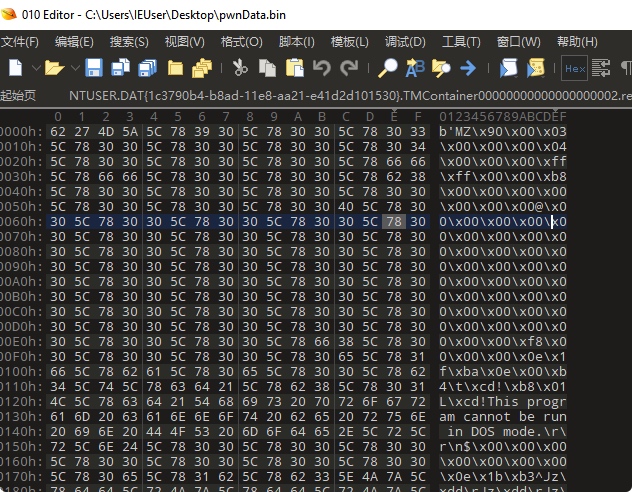 010 Editor - C:\Users\IEUser\Desktop\pwnData.bin
文件(F) 编辑(E) 搜索(S) 视图(V) 格式(O) 脚本(I) 模板(L) 调试(D) 工具(T) 窗口(W) 帮助(H)
Hex
起始页 NTUSER.DAT{1c3790b4-b8ad-11e8-aa21-e41d2d101530}.TMContainer00000000000000000002.re
0 1 2 3 4 5 6 7 8 9 A B C D E F 0123456789ABCDEF
0000h: 62 27 4D 5A 5C 78 39 30 5C 78 30 30 5C 78 30 33 b'MZ\x90\x00\x03
0010h: 5C 78 30 30 5C 78 30 30 5C 78 30 30 5C 78 30 34 \x00\x00\x00\x04
0020h: 5C 78 30 30 5C 78 30 30 5C 78 30 30 5C 78 66 66 \x00\x00\x00\xff
0030h: 5C 78 66 66 5C 78 30 30 5C 78 30 30 5C 78 62 38 \xff\x00\x00\xb8
0040h: 5C 78 30 30 5C 78 30 30 5C 78 30 30 5C 78 30 30 \x00\x00\x00\x00
0050h: 5C 78 30 30 5C 78 30 30 5C 78 30 30 40 5C 78 30 \x00\x00\x00@\x0
0060h: 30 5C 78 30 30 5C 78 30 30 5C 78 30 30 5C 78 30 0\x00\x00\x00\x0
0070h: 30 5C 78 30 30 5C 78 30 30 5C 78 30 30 5C 78 30 0\x00\x00\x00\x0
0080h: 30 5C 78 30 30 5C 78 30 30 5C 78 30 30 5C 78 30 0\x00\x00\x00\x0
0090h: 30 5C 78 30 30 5C 78 30 30 5C 78 30 30 5C 78 30 0\x00\x00\x00\x0
00A0h: 30 5C 78 30 30 5C 78 30 30 5C 78 30 30 5C 78 30 0\x00\x00\x00\x0
00B0h: 30 5C 78 30 30 5C 78 30 30 5C 78 30 30 5C 78 30 0\x00\x00\x00\x0
00C0h: 30 5C 78 30 30 5C 78 30 30 5C 78 30 30 5C 78 30 0\x00\x00\x00\x0
00D0h: 30 5C 78 30 30 5C 78 30 30 5C 78 30 30 5C 78 30 0\x00\x00\x00\x0
00E0h: 30 5C 78 30 30 5C 78 30 30 5C 78 66 38 5C 78 30 0\x00\x00\xf8\x0
00F0h: 30 5C 78 30 30 5C 78 30 30 5C 78 30 65 5C 78 31 0\x00\x00\x0e\x1
0100h: 66 5C 78 62 61 5C 78 30 65 5C 78 30 30 5C 78 62 f\xba\x0e\x00\xb
0110h: 34 5C 74 5C 78 63 64 21 5C 78 62 38 5C 78 30 31 4\t\xcd!\xb8\x01
0120h: 4C 5C 78 63 64 21 54 68 69 73 20 70 72 6F 67 72 L\xcd!This progr
0130h: 61 6D 20 63 61 6E 6E 6F 74 20 62 65 20 72 75 6E am cannot be run
0140h: 20 69 6E 20 44 4F 53 20 6D 6F 64 65 2E 5C 72 5C in DOS mode.\r\
0150h: 72 5C 6E 24 5C 78 30 30 5C 78 30 30 5C 78 30 30 r\n$\x00\x00\x00
0160h: 5C 78 30 30 5C 78 30 30 5C 78 30 30 5C 78 30 30 \x00\x00\x00\x00
0170h: 5C 78 30 65 5C 78 31 62 5C 78 62 33 5E 4A 7A 5C \x0e\x1b\xb3^Jz\